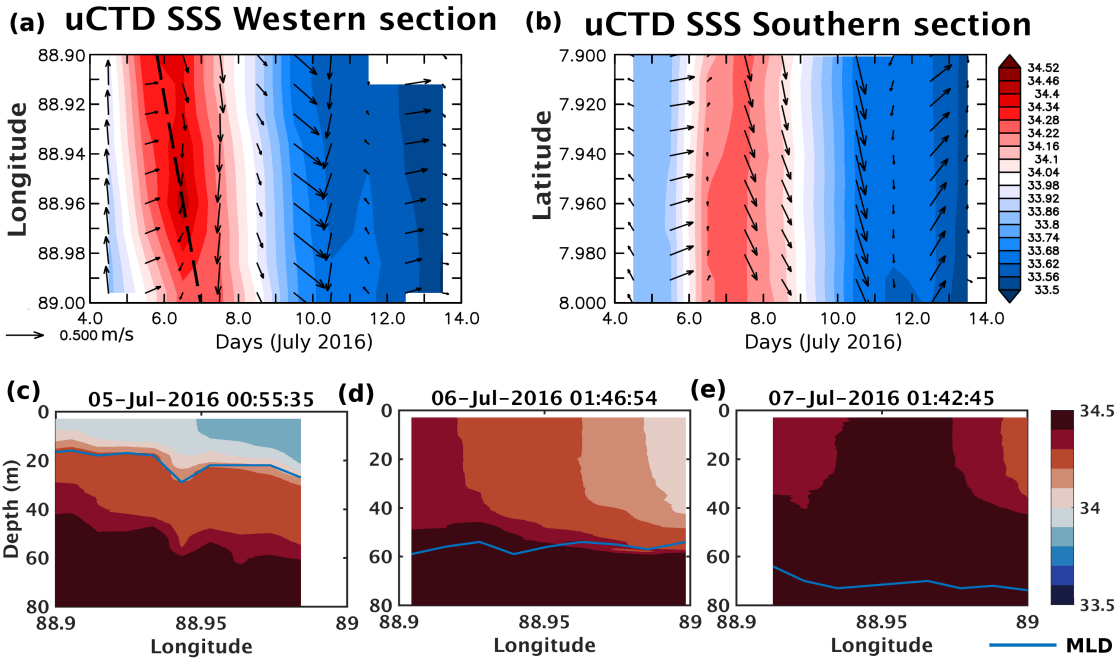 (a) uCTD SSS Western section
88.90
88.92
88.94
88.96
88.98
89.00
Longitude
4.0 6.0 8.0 10.0 12.0 14.0
Days (July 2016)
0.500 m/s
(b) uCTD SSS Southern section
7.900
7.920
7.940
7.960
7.980
8.000
Latitude
4.0 6.0 8.0 10.0 12.0 14.0
Days (July 2016)
34.52
34.46
34.4
34.34
34.28
34.22
34.16
34.1
34.04
33.98
33.92
33.86
33.8
33.74
33.68
33.62
33.56
33.5
(c) 05-Jul-2016 00:55:35
0
20
40
60
80
Depth (m)
88.9 88.95 89
Longitude
(d) 06-Jul-2016 01:46:54
0
20
40
60
80
88.9 88.95 89
Longitude
(e) 07-Jul-2016 01:42:45
0
20
40
60
80
88.9 88.95 89
Longitude
34.5
34
33.5
MLD